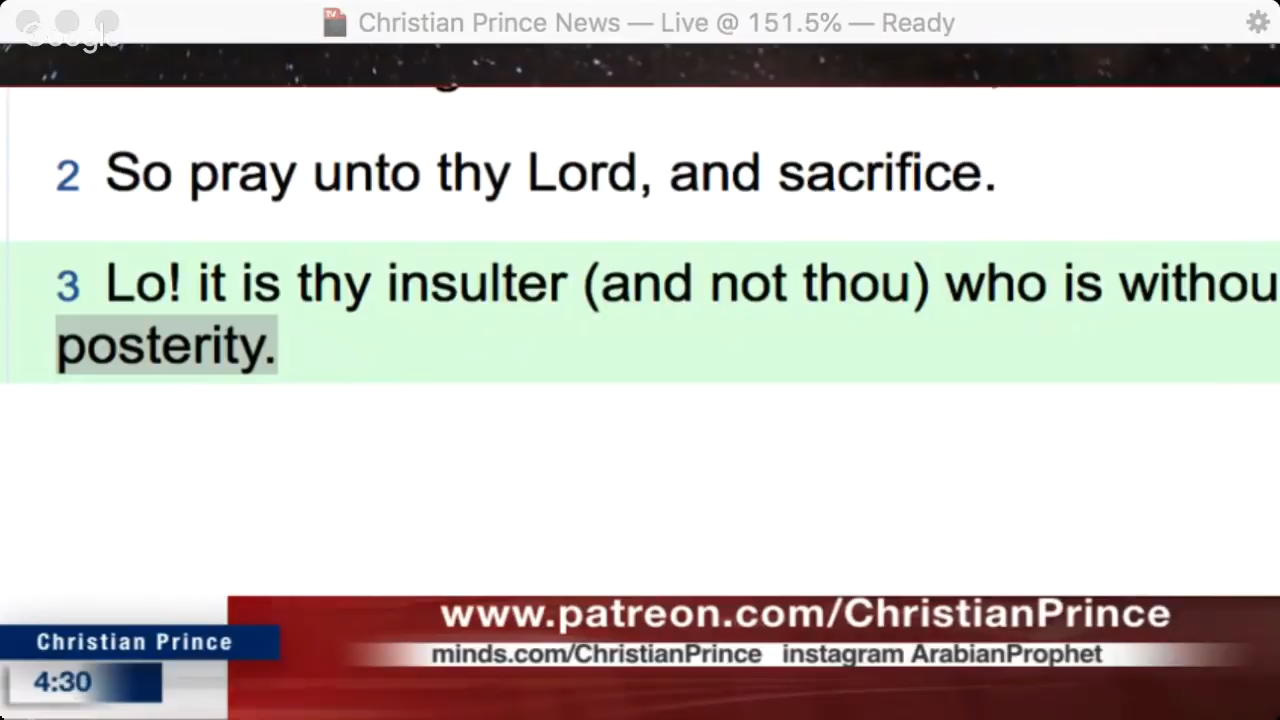 Christian Prince News — Live @ 151.5% — Ready
Google
2 So pray unto thy Lord, and sacrifice.
3 Lo! it is thy insulter (and not thou) who is withou
posterity.
www.patreon.com/ChristianPrince
Christian Prince
minds.com/ChristianPrince instagram ArabianProphet
4:30